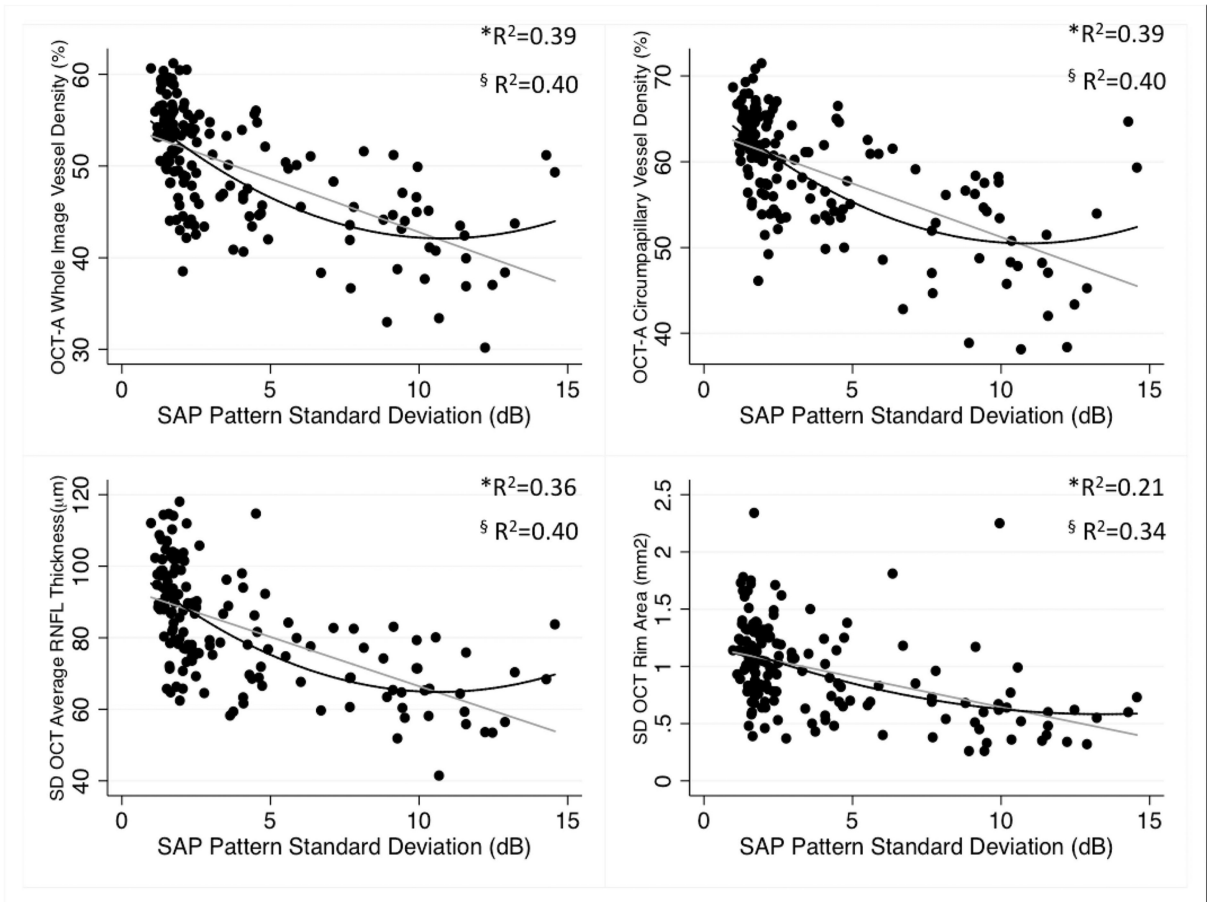 *R²=0.39
§ R²=0.40
OCT-A Whole Image Vessel Density (%)
60
50
40
30
0 5 10 15
SAP Pattern Standard Deviation (dB)
*R²=0.39
§ R²=0.40
OCT-A Circumpapillary Vessel Density (%)
70
60
50
40
0 5 10 15
SAP Pattern Standard Deviation (dB)
*R²=0.36
§ R²=0.40
SD OCT Average RNFL Thickness(µm)
120
100
80
60
40
0 5 10 15
SAP Pattern Standard Deviation (dB)
*R²=0.21
§ R²=0.34
SD OCT Rim Area (mm2)
2.5
2
1.5
1
.5
0
0 5 10 15
SAP Pattern Standard Deviation (dB)